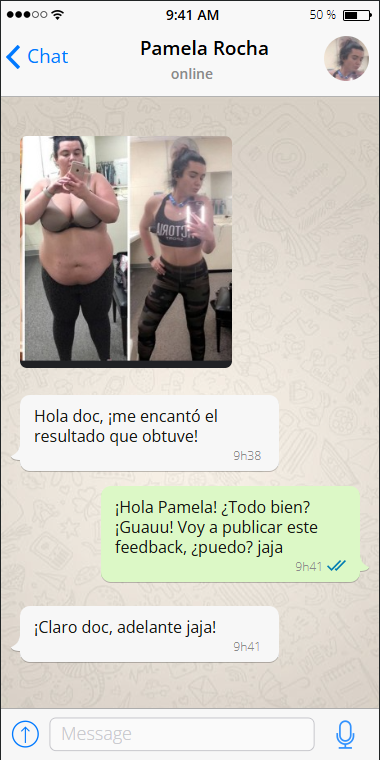 9:41 AM
50 %
Chat
Pamela Rocha
online
Hola doc, ¡me encantó el
resultado que obtuve!
9h38
¡Hola Pamela! ¿Todo bien?
¡Guauu! Voy a publicar este
feedback, ¿puedo? jaja
9h41
¡Claro doc, adelante jaja!
9h41
Message